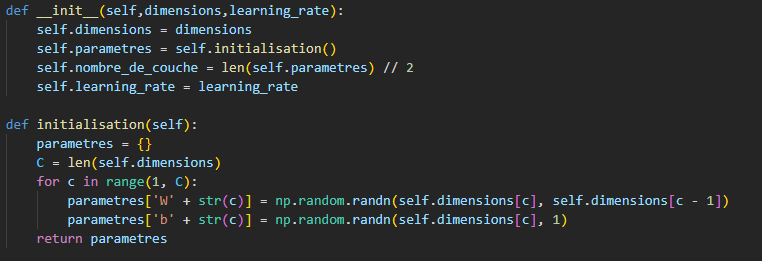 def __init__(self,dimensions,learning_rate):
    self.dimensions = dimensions
    self.parametres = self.initialisation()
    self.nombre_de_couche = len(self.parametres) // 2
    self.learning_rate = learning_rate

def initialisation(self):
    parametres = {}
    C = len(self.dimensions)
    for c in range(1, C):
        parametres['W' + str(c)] = np.random.randn(self.dimensions[c], self.dimensions[c - 1])
        parametres['b' + str(c)] = np.random.randn(self.dimensions[c], 1)
    return parametres